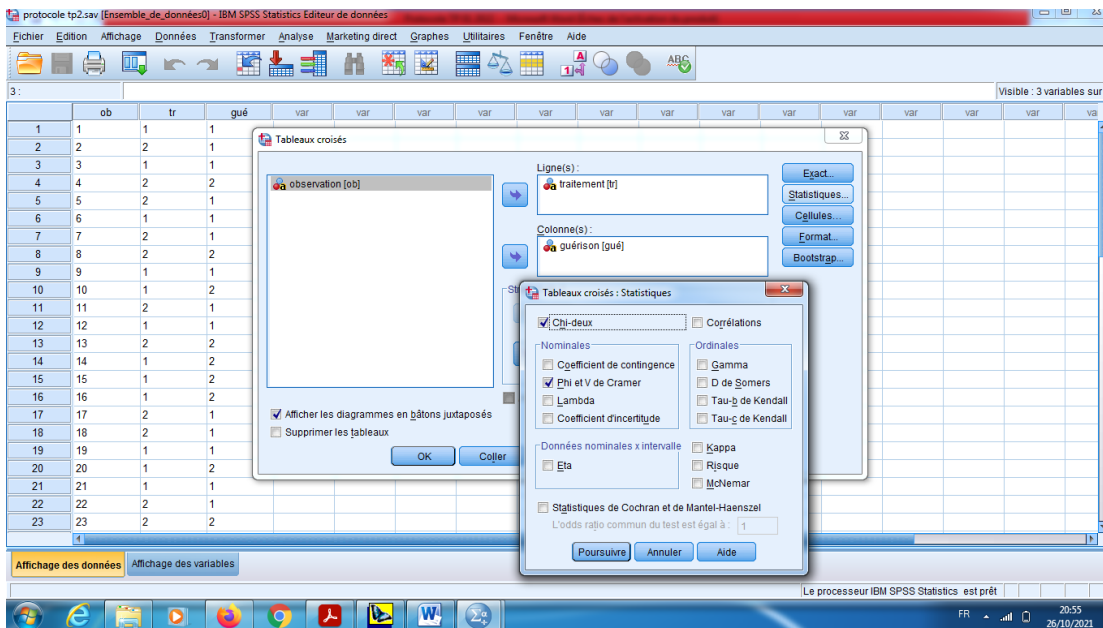 protocole tp2.sav [Ensemble_de_données0] - IBM SPSS Statistics Editeur de données
Fichier Edition Affichage Données Transformer Analyse Marketing direct Graphes Utilitaires Fenêtre Aide
3 :
Visible : 3 variables sur
ob tr gué var var var var var var var var var var var va
1 1 1 1
2 2 2 1
3 3 1 1
4 4 2 2
5 5 2 1
6 6 1 1
7 7 2 1
8 8 2 2
9 9 1 1
10 10 1 2
11 11 2 1
12 12 1 1
13 13 2 2
14 14 1 2
15 15 1 2
16 16 1 2
17 17 2 1
18 18 2 1
19 19 1 1
20 20 1 2
21 21 1 1
22 22 2 1
23 23 2 2
Tableaux croisés
observation [ob]
Ligne(s) :
traitement [tr]
Colonne(s) :
guérison [gué]
Exact...
Statistiques...
Cellules...
Format...
Bootstrap...
Afficher les diagrammes en bâtons juxtaposés
Supprimer les tableaux
OK Coller
Tableaux croisés : Statistiques
Chi-deux Corrélations
Nominales Ordinales
Coefficient de contingence Gamma
Phi et V de Cramer D de Somers
Lambda Tau-b de Kendall
Coefficient d'incertitude Tau-c de Kendall
Données nominales x intervalle Kappa
Eta Risque
McNemar
Statistiques de Cochran et de Mantel-Haenszel
L'odds ratio commun du test est égal à : 1
Poursuivre Annuler Aide
Affichage des données Affichage des variables
Le processeur IBM SPSS Statistics est prêt
FR 20:55
26/10/2021